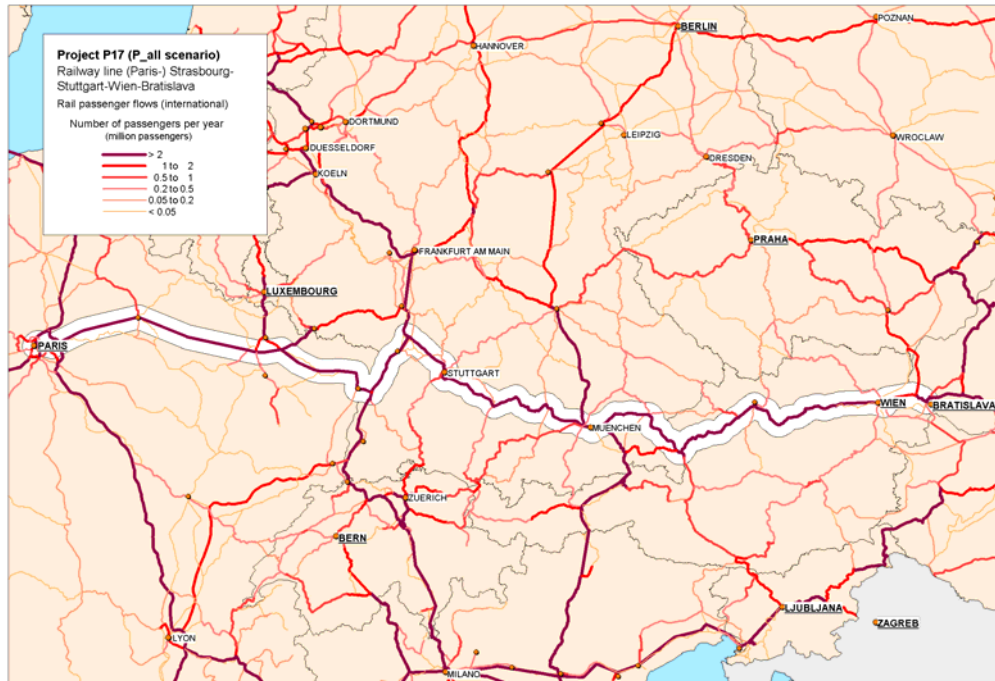 Project P17 (P_all scenario)
Railway line (Paris-) Strasbourg-
Stuttgart-Wien-Bratislava
Rail passenger flows (international)
Number of passengers per year
(million passengers)
> 2
1 to 2
0.5 to 1
0.2 to 0.5
0.05 to 0.2
< 0.05
BERLIN
POZNAN
HANNOVER
DORTMUND
LEIPZIG
WROCLAW
DUESSELDORF
DRESDEN
KOELN
PRAHA
FRANKFURT AM MAIN
LUXEMBOURG
PARIS
STUTTGART
WIEN
BRATISLAVA
MUENCHEN
ZUERICH
BERN
LJUBLJANA
ZAGREB
LYON
MILANO